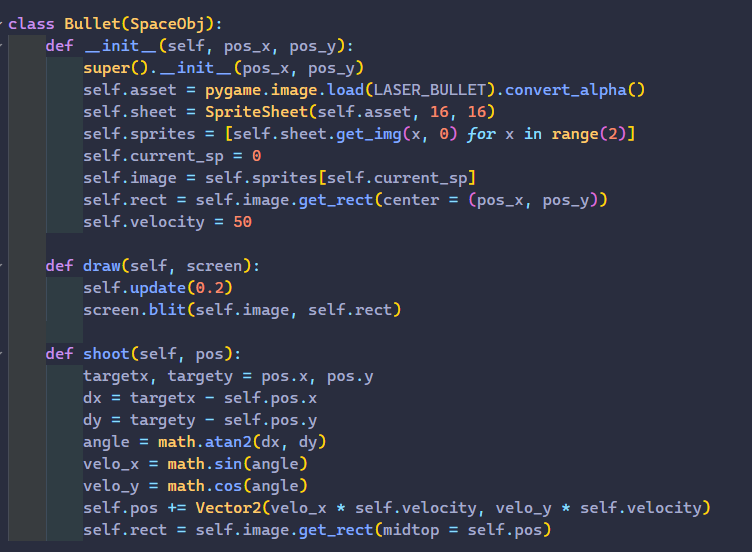 class Bullet(SpaceObj):
    def __init__(self, pos_x, pos_y):
        super().__init__(pos_x, pos_y)
        self.asset = pygame.image.load(LASER_BULLET).convert_alpha()
        self.sheet = SpriteSheet(self.asset, 16, 16)
        self.sprites = [self.sheet.get_img(x, 0) for x in range(2)]
        self.current_sp = 0
        self.image = self.sprites[self.current_sp]
        self.rect = self.image.get_rect(center = (pos_x, pos_y))
        self.velocity = 50

    def draw(self, screen):
        self.update(0.2)
        screen.blit(self.image, self.rect)

    def shoot(self, pos):
        targetx, targety = pos.x, pos.y
        dx = targetx - self.pos.x
        dy = targety - self.pos.y
        angle = math.atan2(dx, dy)
        velo_x = math.sin(angle)
        velo_y = math.cos(angle)
        self.pos += Vector2(velo_x * self.velocity, velo_y * self.velocity)
        self.rect = self.image.get_rect(midtop = self.pos)